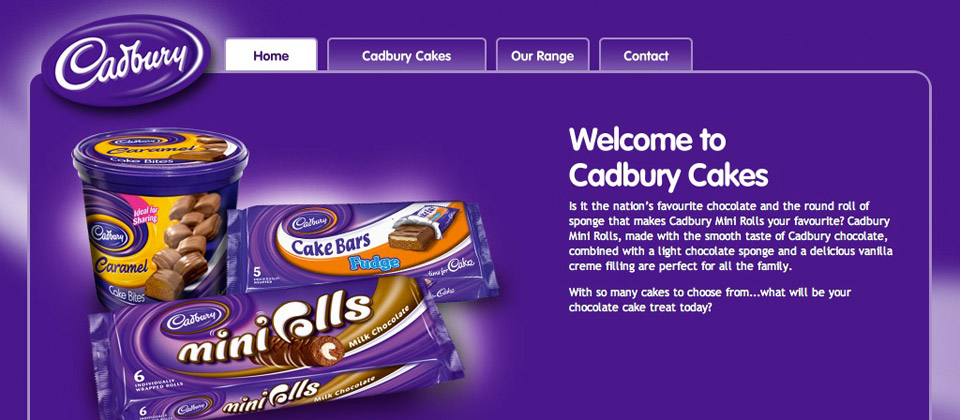 Cadbury
Home
Cadbury Cakes
Our Range
Contact
Cadbury
Caramel
Cake Bites
Ideal for
Sharing
Cadbury
Caramel
Cake Bites
Cadbury
Cake Bars
Fudge
5
INDIVIDUALLY
WRAPPED
time for Cake
Cadbury
mini rolls
Milk Chocolate
6
INDIVIDUALLY
WRAPPED ROLLS
Cadbury
mini rolls
Milk Chocolate
6
INDIVIDUALLY
Welcome to
Cadbury Cakes
Is it the nation's favourite chocolate and the round roll of
sponge that makes Cadbury Mini Rolls your favourite? Cadbury
Mini Rolls, made with the smooth taste of Cadbury chocolate,
combined with a light chocolate sponge and a delicious vanilla
creme filling are perfect for all the family.
With so many cakes to choose from...what will be your
chocolate cake treat today?